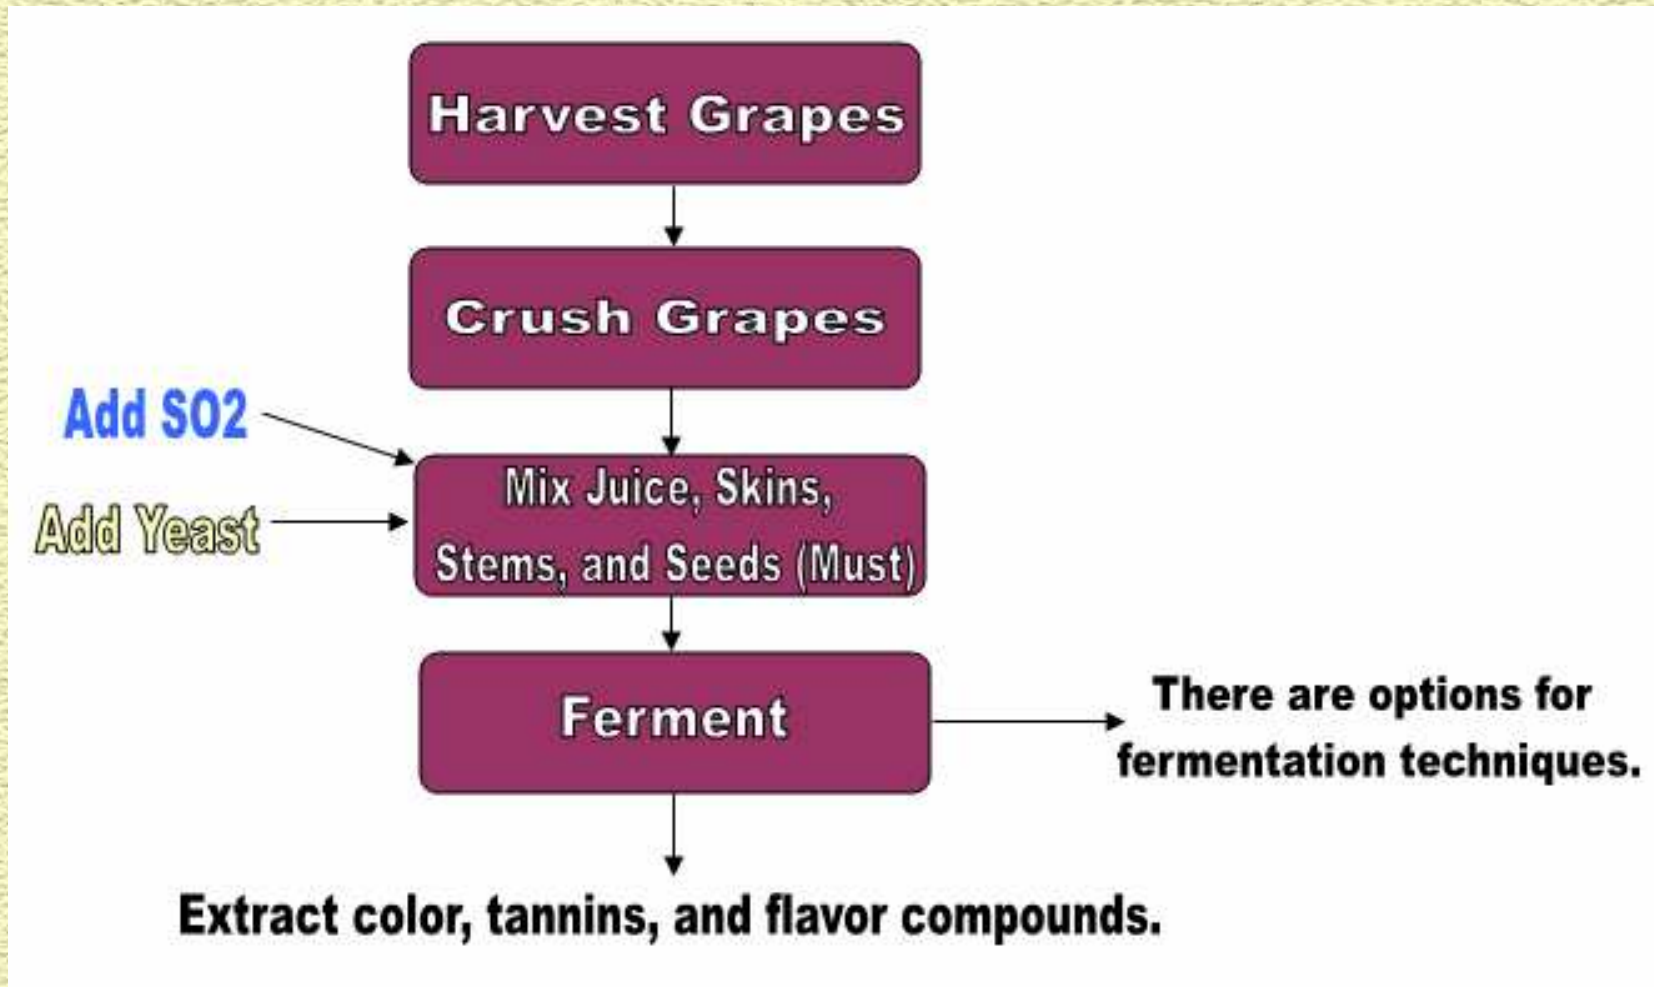 Harvest Grapes
Crush Grapes
Add SO2
Add Yeast
Mix Juice, Skins,
Stems, and Seeds (Must)
Ferment
There are options for
fermentation techniques.
Extract color, tannins, and flavor compounds.